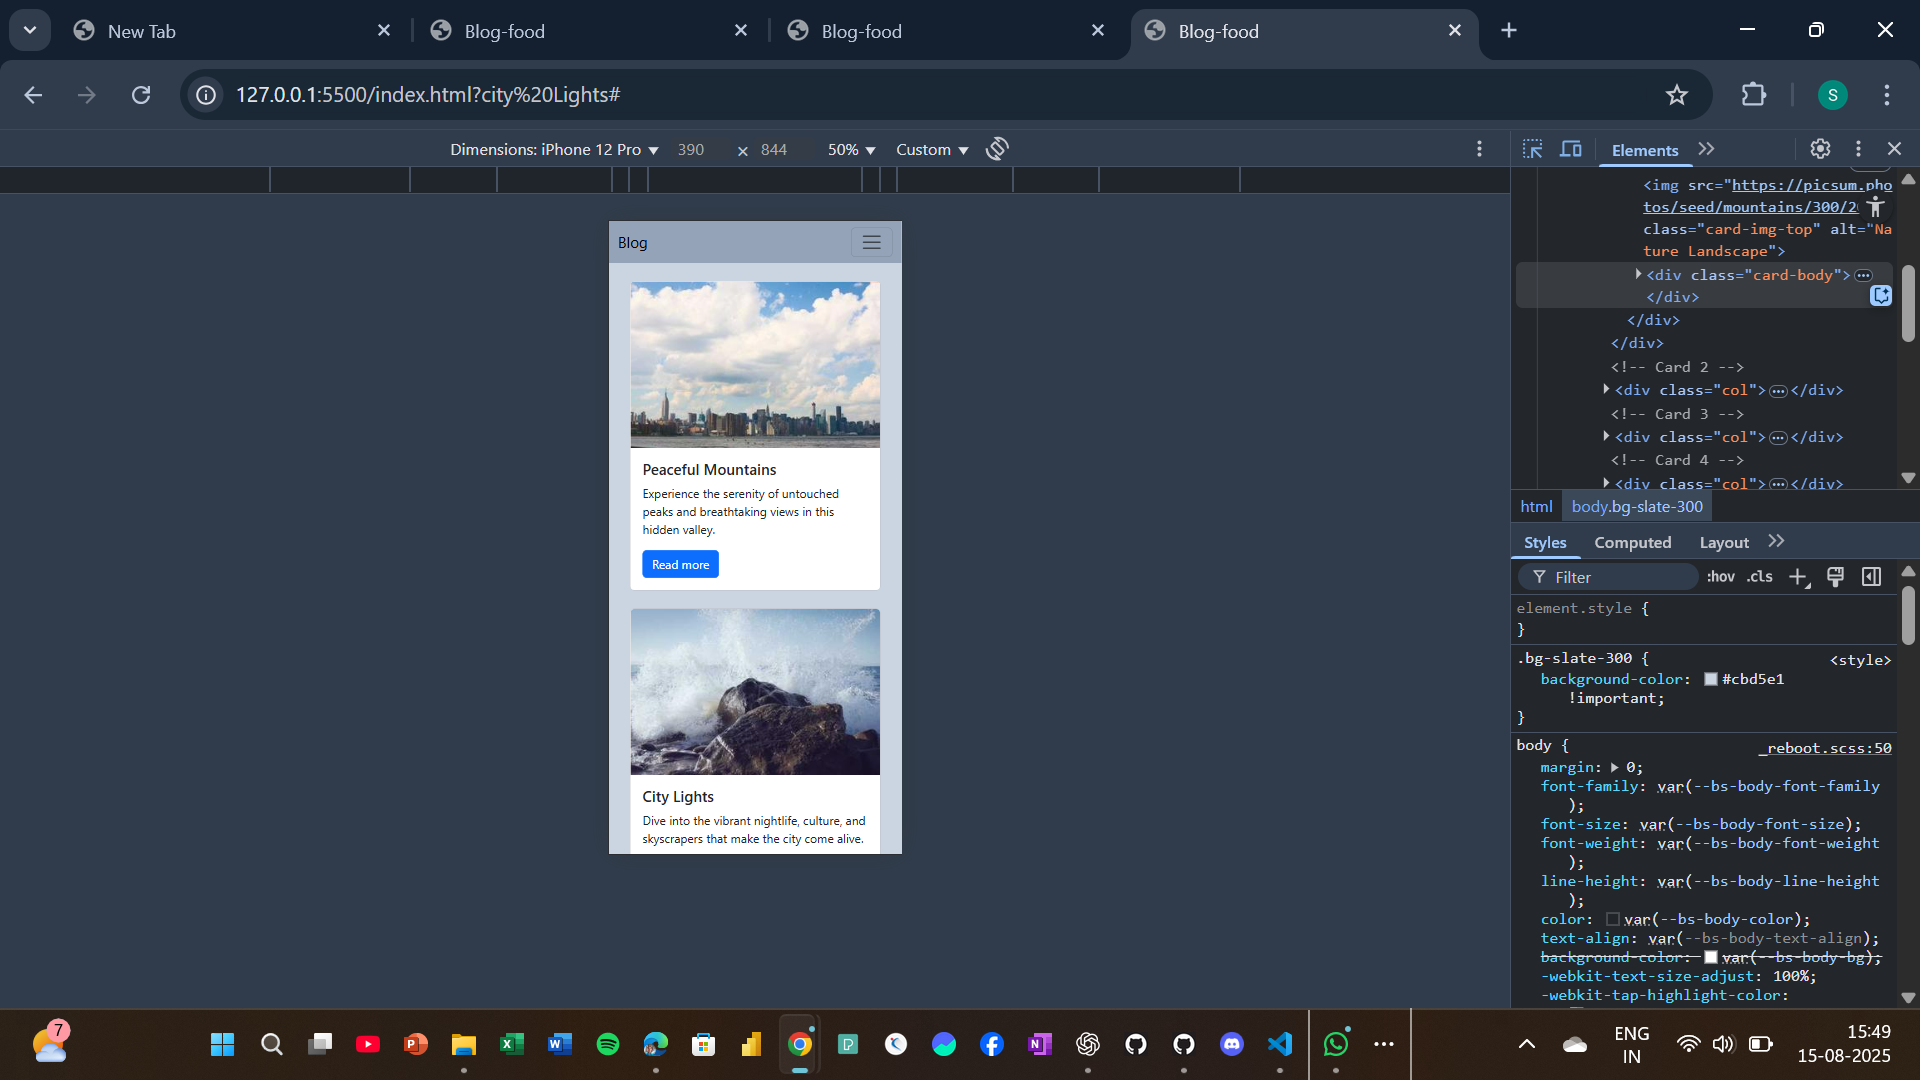 New Tab
Blog-food
Blog-food
Blog-food
127.0.0.1:5500/index.html?city%20Lights#
S
Dimensions: iPhone 12 Pro
390 × 844
50%
Custom
Elements
<img src="https://picsum.pho
tos/seed/mountains/300/2
class="card-img-top" alt="Na
ture Landscape">
<div class="card-body">
</div>
</div>
</div>
<!-- Card 2 -->
<div class="col"> </div>
<!-- Card 3 -->
<div class="col"> </div>
<!-- Card 4 -->
<div class="col"> </div>
html body.bg-slate-300
Styles Computed Layout
Filter :hov .cls
element.style {
}
.bg-slate-300 { <style>
background-color: #cbd5e1
!important;
}
body { _reboot.scss:50
margin: 0;
font-family: var(--bs-body-font-family
);
font-size: var(--bs-body-font-size);
font-weight: var(--bs-body-font-weight
);
line-height: var(--bs-body-line-height
);
color: var(--bs-body-color);
text-align: var(--bs-body-text-align);
background-color: var(--bs-body-bg);
-webkit-text-size-adjust: 100%;
-webkit-tap-highlight-color:
Blog
Peaceful Mountains
Experience the serenity of untouched
peaks and breathtaking views in this
hidden valley.
Read more
City Lights
Dive into the vibrant nightlife, culture, and
skyscrapers that make the city come alive.
7
ENG
IN
15:49
15-08-2025